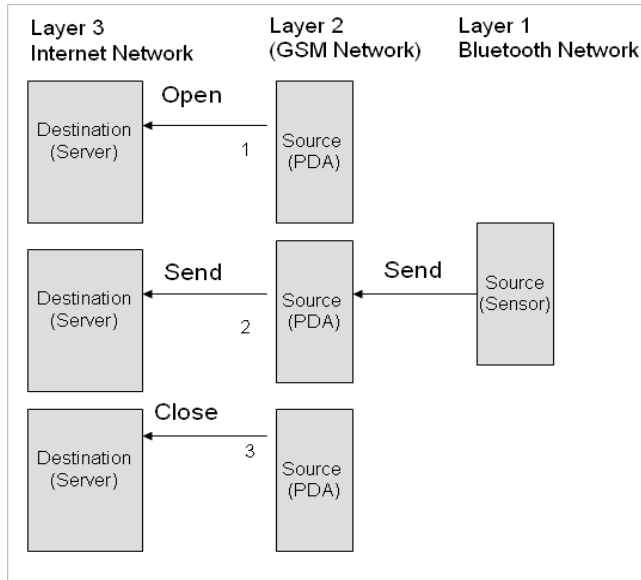 Layer 3
Internet Network
Layer 2
(GSM Network)
Layer 1
Bluetooth Network
Open
Destination
(Server)
1
Source
(PDA)
Send
Send
Destination
(Server)
2
Source
(PDA)
Source
(Sensor)
Close
Destination
(Server)
3
Source
(PDA)